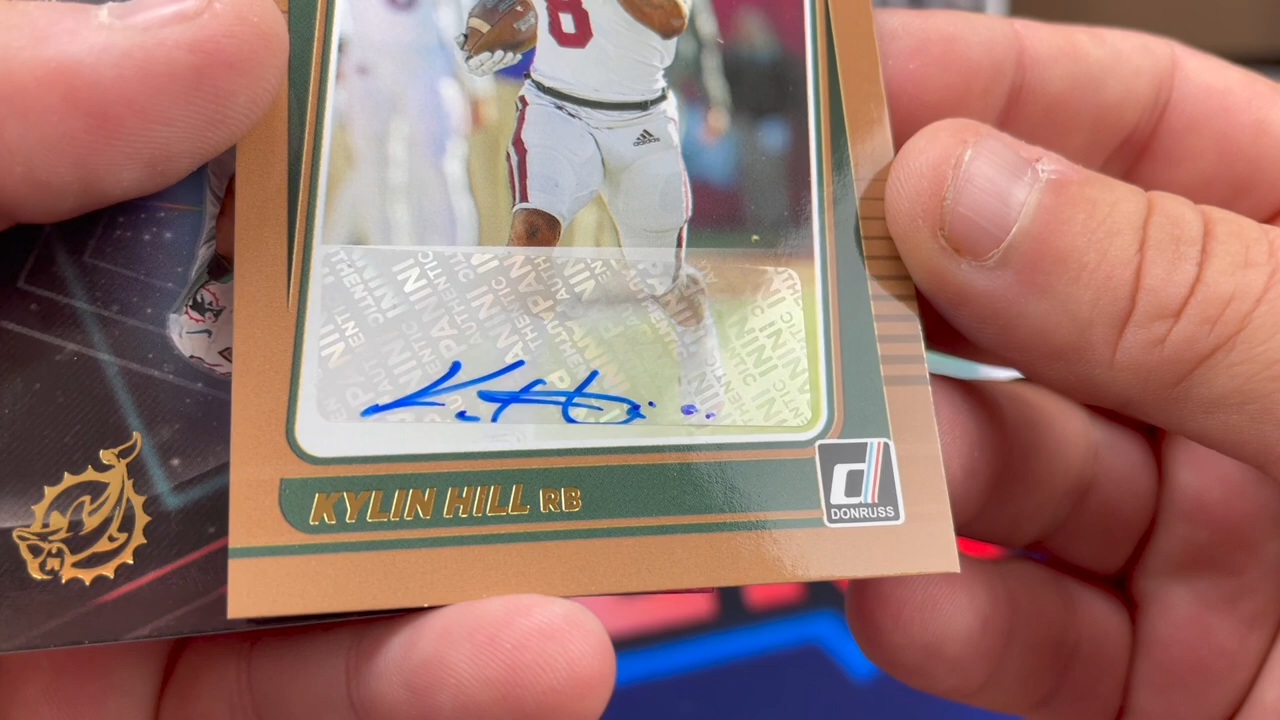 8
adidas
PANINI AUTHENTIC
KYLIN HILL RB
d
DONRUSS